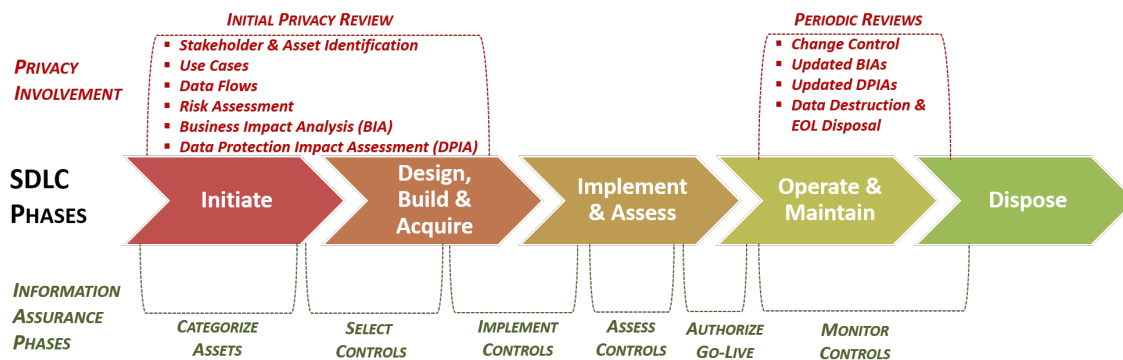 INITIAL PRIVACY REVIEW
▪ Stakeholder & Asset Identification
▪ Use Cases
▪ Data Flows
▪ Risk Assessment
▪ Business Impact Analysis (BIA)
▪ Data Protection Impact Assessment (DPIA)
PERIODIC REVIEWS
▪ Change Control
▪ Updated BIAs
▪ Updated DPIAs
▪ Data Destruction &
EOL Disposal
PRIVACY
INVOLVEMENT
SDLC
PHASES
Initiate
Design,
Build &
Acquire
Implement
& Assess
Operate &
Maintain
Dispose
INFORMATION
ASSURANCE
PHASES
CATEGORIZE
ASSETS
SELECT
CONTROLS
IMPLEMENT
CONTROLS
ASSESS
CONTROLS
AUTHORIZE
GO-LIVE
MONITOR
CONTROLS